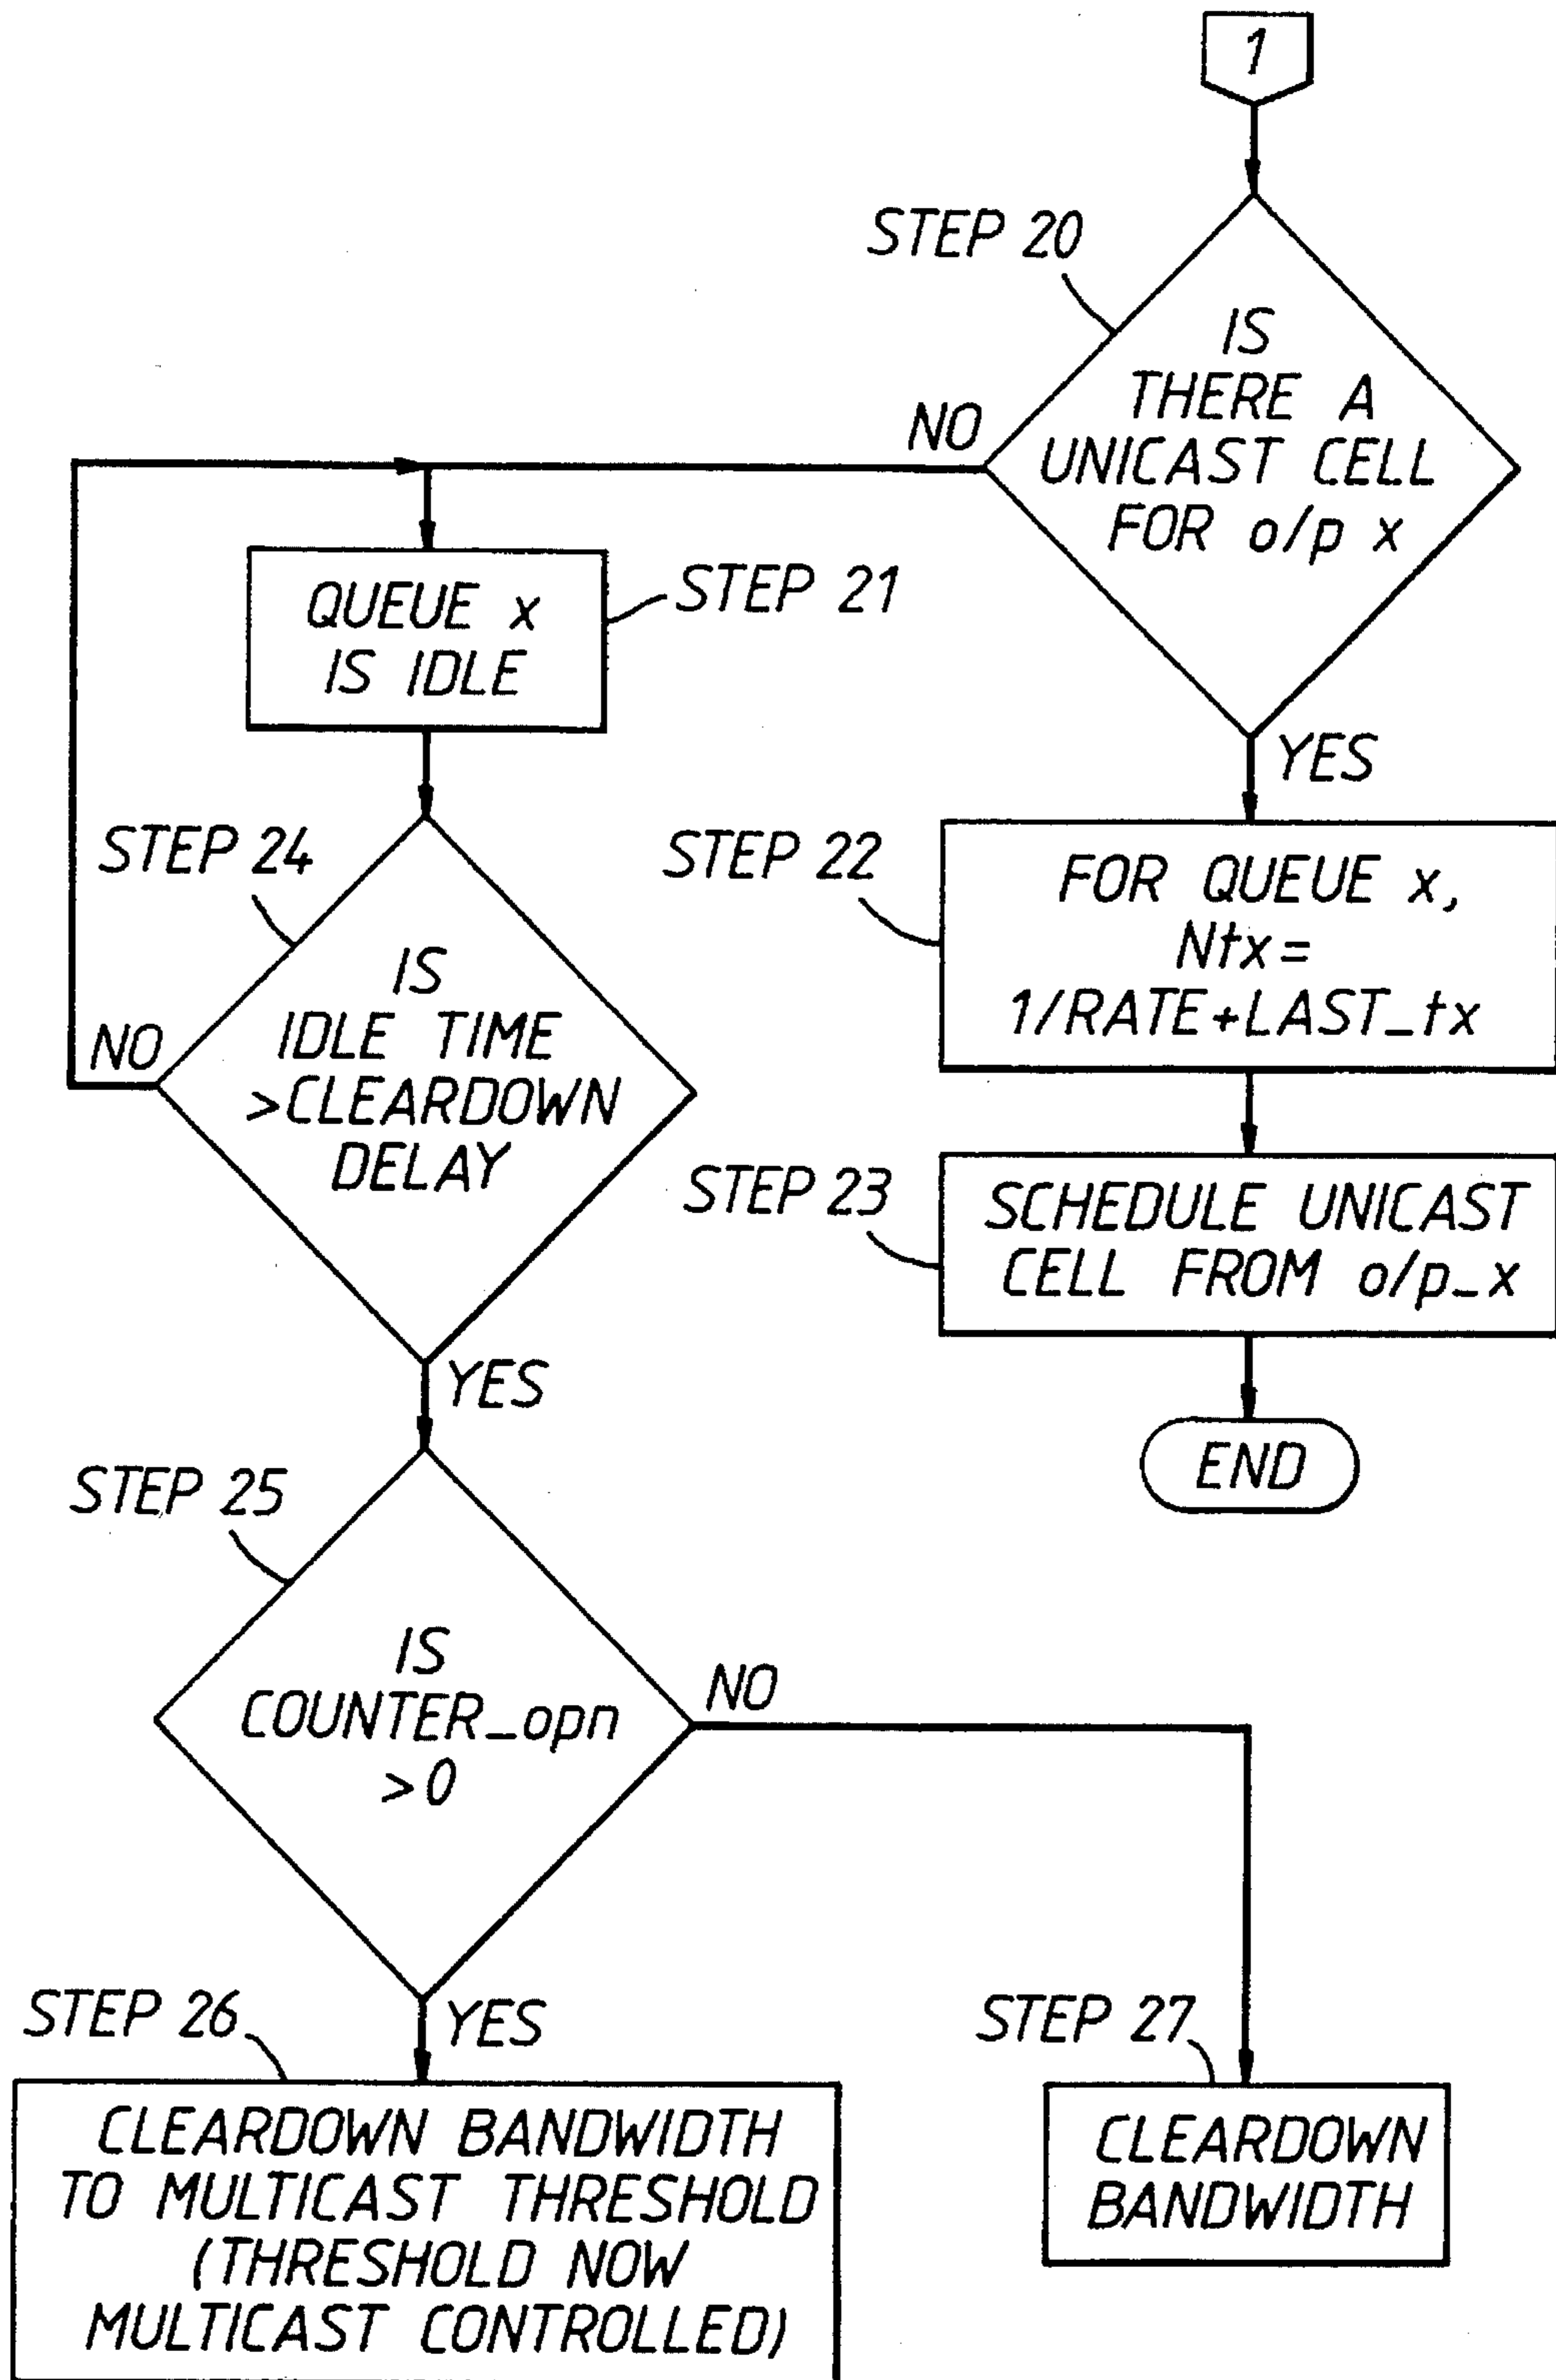 1
STEP 20
IS
THERE A
UNICAST CELL
FOR o/p x
NO
QUEUE x
IS IDLE
STEP 21
YES
STEP 24
STEP 22
FOR QUEUE x,
Ntx=
1/RATE+LAST_tx
IS
IDLE TIME
>CLEARDOWN
DELAY
NO
STEP 23
SCHEDULE UNICAST
CELL FROM o/p_x
YES
END
STEP 25
IS
COUNTER_opn
>0
NO
YES
STEP 26
STEP 27
CLEARDOWN BANDWIDTH
TO MULTICAST THRESHOLD
(THRESHOLD NOW
MULTICAST CONTROLLED)
CLEARDOWN
BANDWIDTH